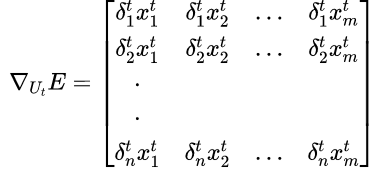 ∇_{U_t} E = [ δ_1^t x_1^t  δ_1^t x_2^t  …  δ_1^t x_m^t
δ_2^t x_1^t  δ_2^t x_2^t  …  δ_2^t x_m^t
.
.
δ_n^t x_1^t  δ_n^t x_2^t  …  δ_n^t x_m^t ]